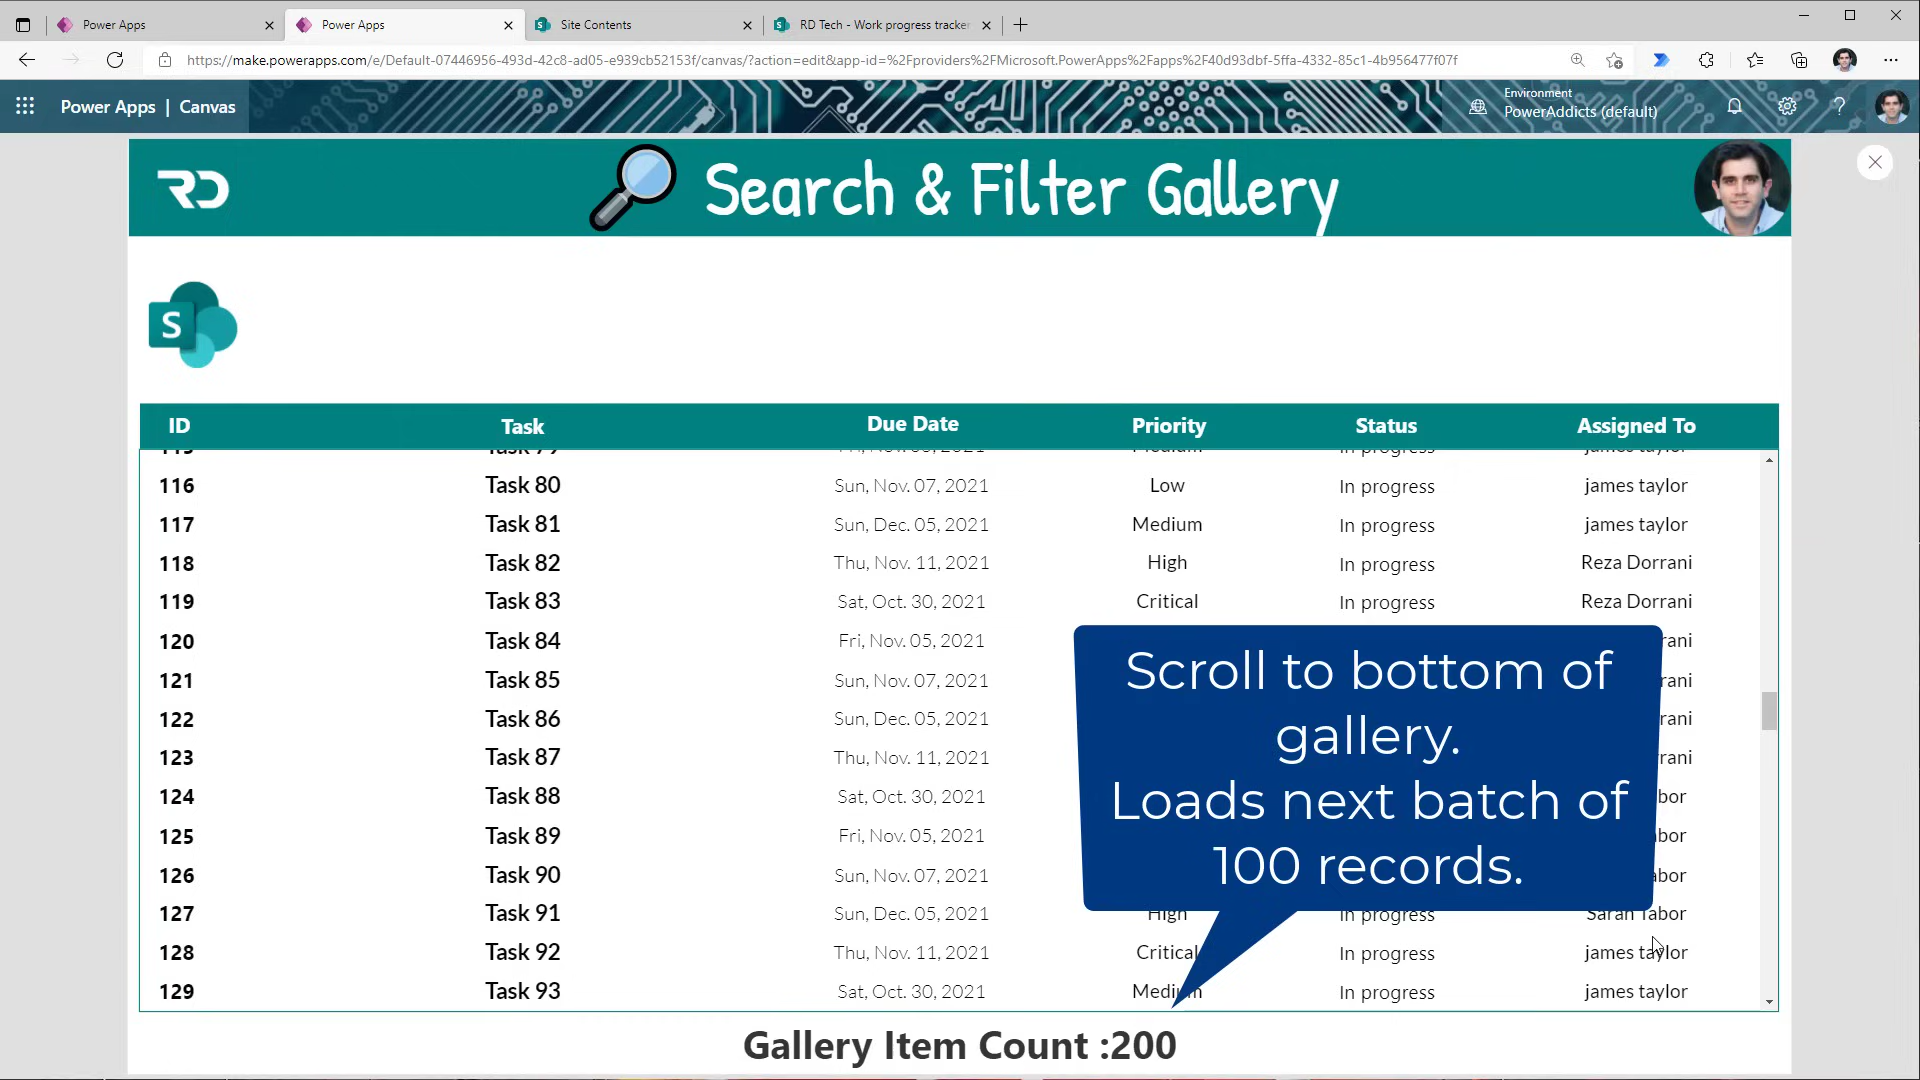 Power Apps
Power Apps
Site Contents
RD Tech - Work progress tracker
https://make.powerapps.com/e/Default-07446956-493d-42c8-ad05-e939cb52153f/canvas/?action=edit&app-id=%2Fproviders%2FMicrosoft.PowerApps%2Fapps%2F40d93dbf-5ffa-4332-85c1-4b956477f07f
Power Apps | Canvas
Environment
PowerAddicts (default)
RD
Search & Filter Gallery
S
ID Task Due Date Priority Status Assigned To
116 Task 80 Sun, Nov. 07, 2021 Low In progress james taylor
117 Task 81 Sun, Dec. 05, 2021 Medium In progress james taylor
118 Task 82 Thu, Nov. 11, 2021 High In progress Reza Dorrani
119 Task 83 Sat, Oct. 30, 2021 Critical In progress Reza Dorrani
120 Task 84 Fri, Nov. 05, 2021
121 Task 85 Sun, Nov. 07, 2021
122 Task 86 Sun, Dec. 05, 2021
123 Task 87 Thu, Nov. 11, 2021
124 Task 88 Sat, Oct. 30, 2021
125 Task 89 Fri, Nov. 05, 2021
126 Task 90 Sun, Nov. 07, 2021
127 Task 91 Sun, Dec. 05, 2021 High In progress Sarah Tabor
128 Task 92 Thu, Nov. 11, 2021 Critical In progress james taylor
129 Task 93 Sat, Oct. 30, 2021 Medium In progress james taylor
Scroll to bottom of
gallery.
Loads next batch of
100 records.
Gallery Item Count :200